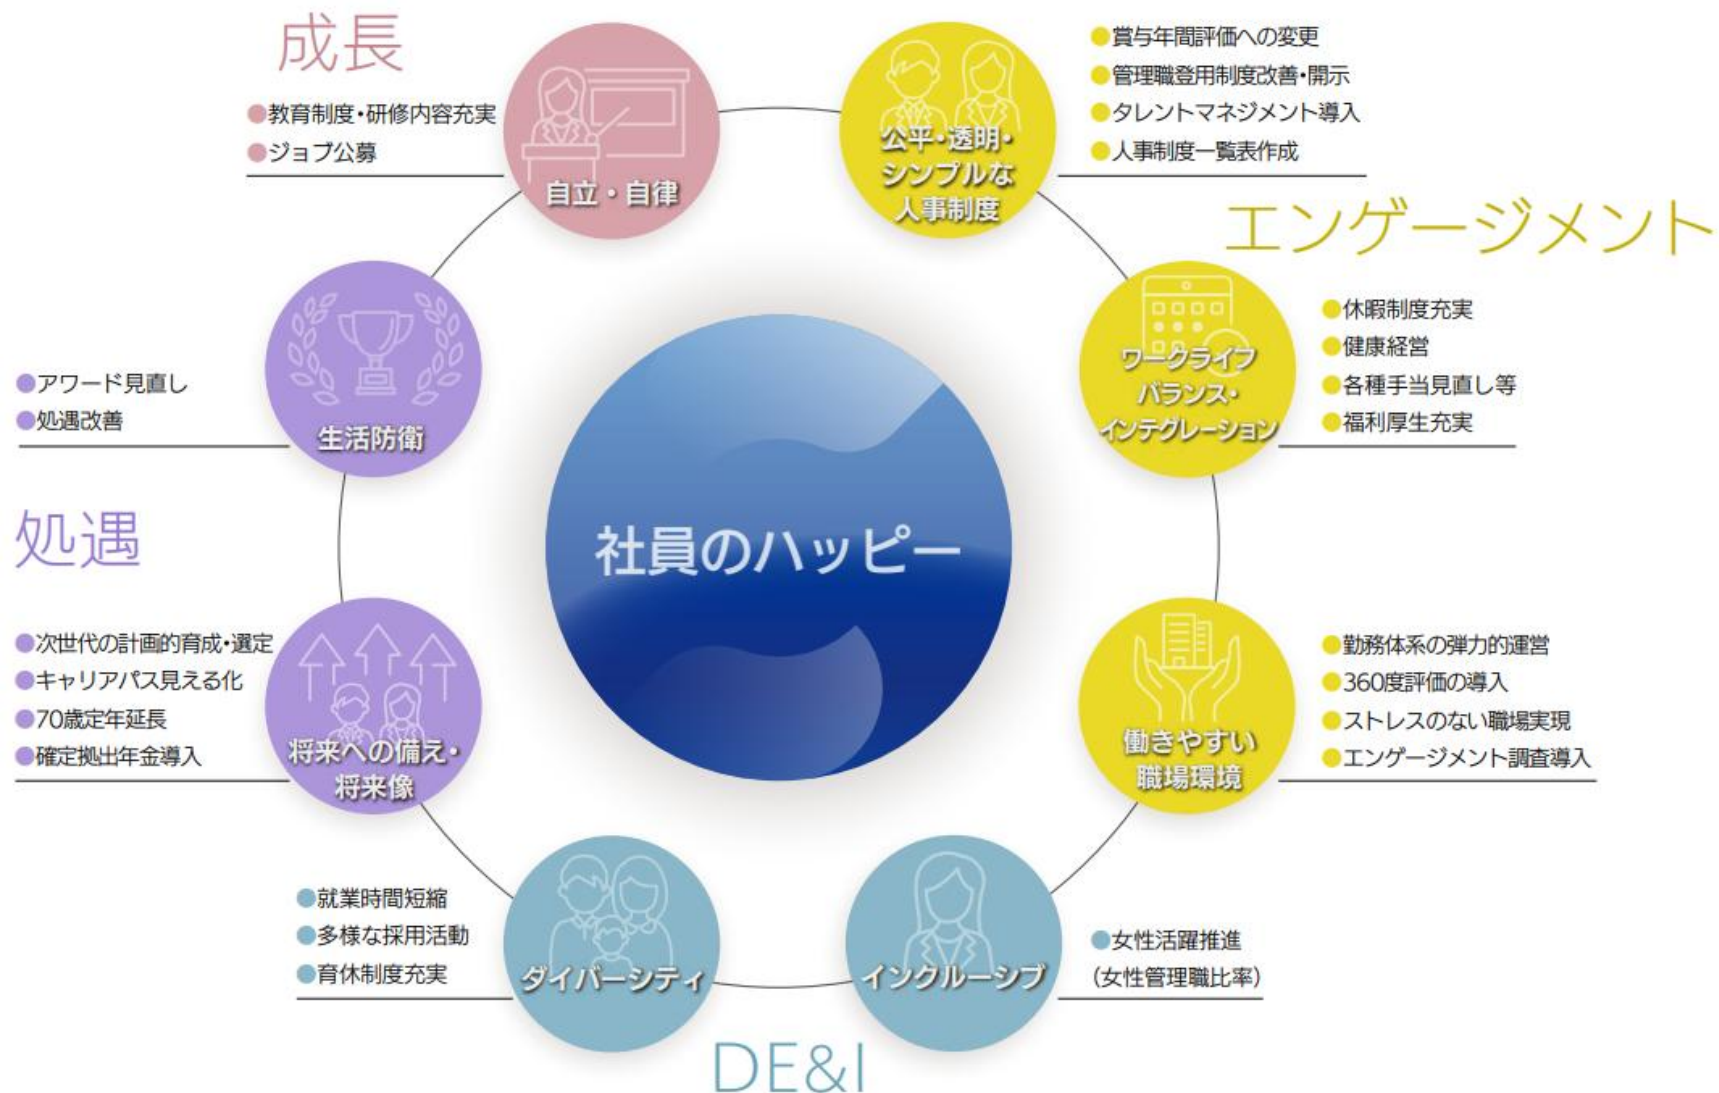 成長
●教育制度・研修内容充実
●ジョブ公募
自立・自律
公平・透明・
シンプルな
人事制度
●賞与年間評価への変更
●管理職登用制度改善・開示
●タレントマネジメント導入
●人事制度一覧表作成
エンゲージメント
ワークライフ
バランス・
インテグレーション
●休暇制度充実
●健康経営
●各種手当見直し等
●福利厚生充実
●アワード見直し
●処遇改善
生活防衛
処遇
社員のハッピー
●次世代の計画的育成・選定
●キャリアパス見える化
●70歳定年延長
●確定拠出年金導入
将来への備え・
将来像
働きやすい
職場環境
●勤務体系の弾力的運営
●360度評価の導入
●ストレスのない職場実現
●エンゲージメント調査導入
●就業時間短縮
●多様な採用活動
●育休制度充実
ダイバーシティ
インクルーシブ
●女性活躍推進
(女性管理職比率)
DE&I